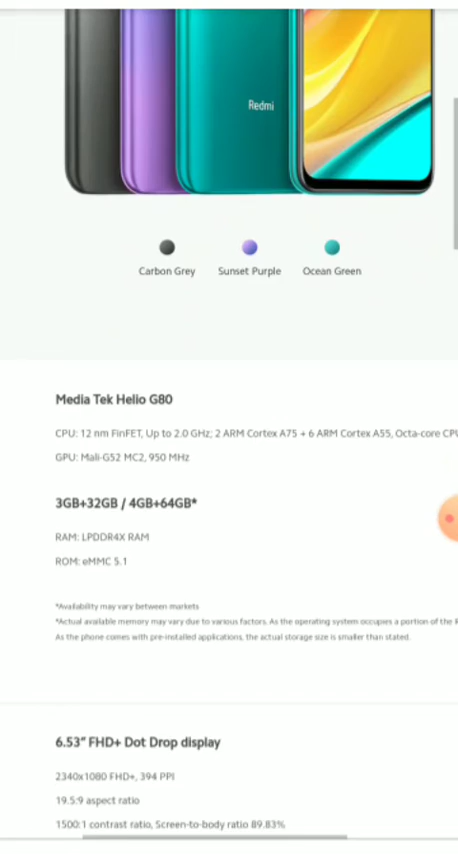 Redmi
Carbon Grey Sunset Purple Ocean Green
Media Tek Helio G80
CPU: 12 nm FinFET, Up to 2.0 GHz; 2 ARM Cortex A75 + 6 ARM Cortex A55, Octa-core CPU
GPU: Mali-G52 MC2, 950 MHz
3GB+32GB / 4GB+64GB*
RAM: LPDDR4X RAM
ROM: eMMC 5.1
*Availability may vary between markets
*Actual available memory may vary due to various factors. As the operating system occupies a portion of the
As the phone comes with pre-installed applications, the actual storage size is smaller than stated.
6.53" FHD+ Dot Drop display
2340x1080 FHD+, 394 PPI
19.5:9 aspect ratio
1500:1 contrast ratio, Screen-to-body ratio 89.83%